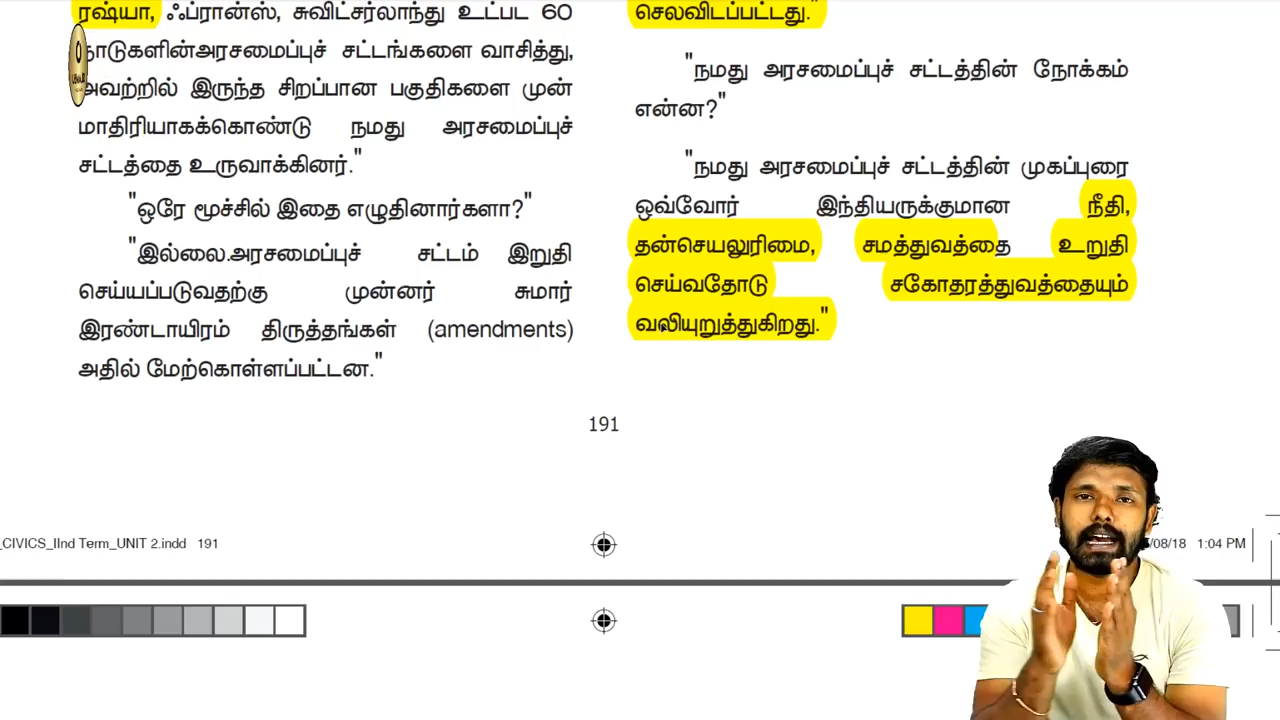 ரஷ்யா, ஃப்ரான்ஸ், சுவிட்சர்லாந்து உட்பட 60
நாடுகளின்அரசமைப்புச் சட்டங்களை வாசித்து,
அவற்றில் இருந்த சிறப்பான பகுதிகளை முன்
மாதிரியாகக்கொண்டு நமது அரசமைப்புச்
சட்டத்தை உருவாக்கினர்."
"ஒரே மூச்சில் இதை எழுதினார்களா?"
"இல்லை.அரசமைப்புச் சட்டம் இறுதி
செய்யப்படுவதற்கு முன்னர் சுமார்
இரண்டாயிரம் திருத்தங்கள் (amendments)
அதில் மேற்கொள்ளப்பட்டன."
செலவிடப்பட்டது."
"நமது அரசமைப்புச் சட்டத்தின் நோக்கம்
என்ன?"
"நமது அரசமைப்புச் சட்டத்தின் முகப்புரை
ஒவ்வோர் இந்தியருக்குமான நீதி,
தன்செயலுரிமை, சமத்துவத்தை உறுதி
செய்வதோடு சகோதரத்துவத்தையும்
வலியுறுத்துகிறது."
191
_CIVICS_IInd Term_UNIT 2.indd 191
/08/18 1:04 PM